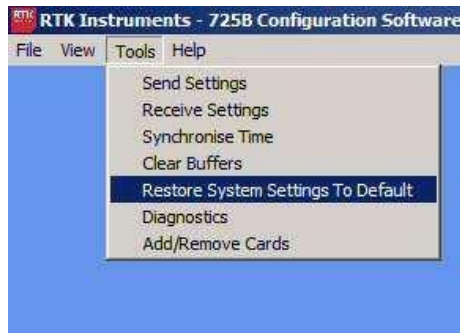 RTK RTK Instruments - 725B Configuration Software
File View Tools Help
Send Settings
Receive Settings
Synchronise Time
Clear Buffers
Restore System Settings To Default
Diagnostics
Add/Remove Cards